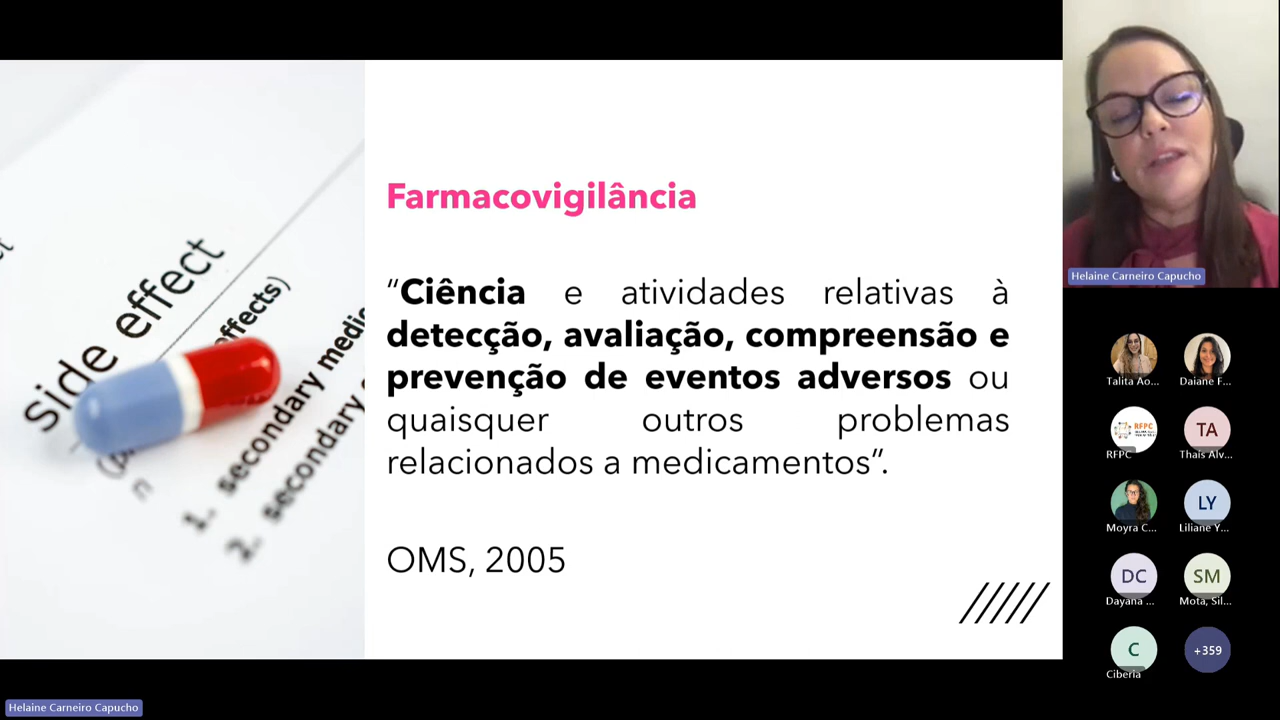 Side effect
effects)
1. secondary medic
2. secondary
Farmacovigilância
“Ciência e atividades relativas à
detecção, avaliação, compreensão e
prevenção de eventos adversos ou
quaisquer outros problemas
relacionados a medicamentos”.
OMS, 2005
Helaine Carneiro Capucho
Talita Ao...
Daiane F...
RFPC
RFPC
TA
Thaís Alv...
Moyra C...
LY
Liliane Y...
DC
Dayana ...
SM
Mota, Sil...
C
Ciberia
+359
Helaine Carneiro Capucho